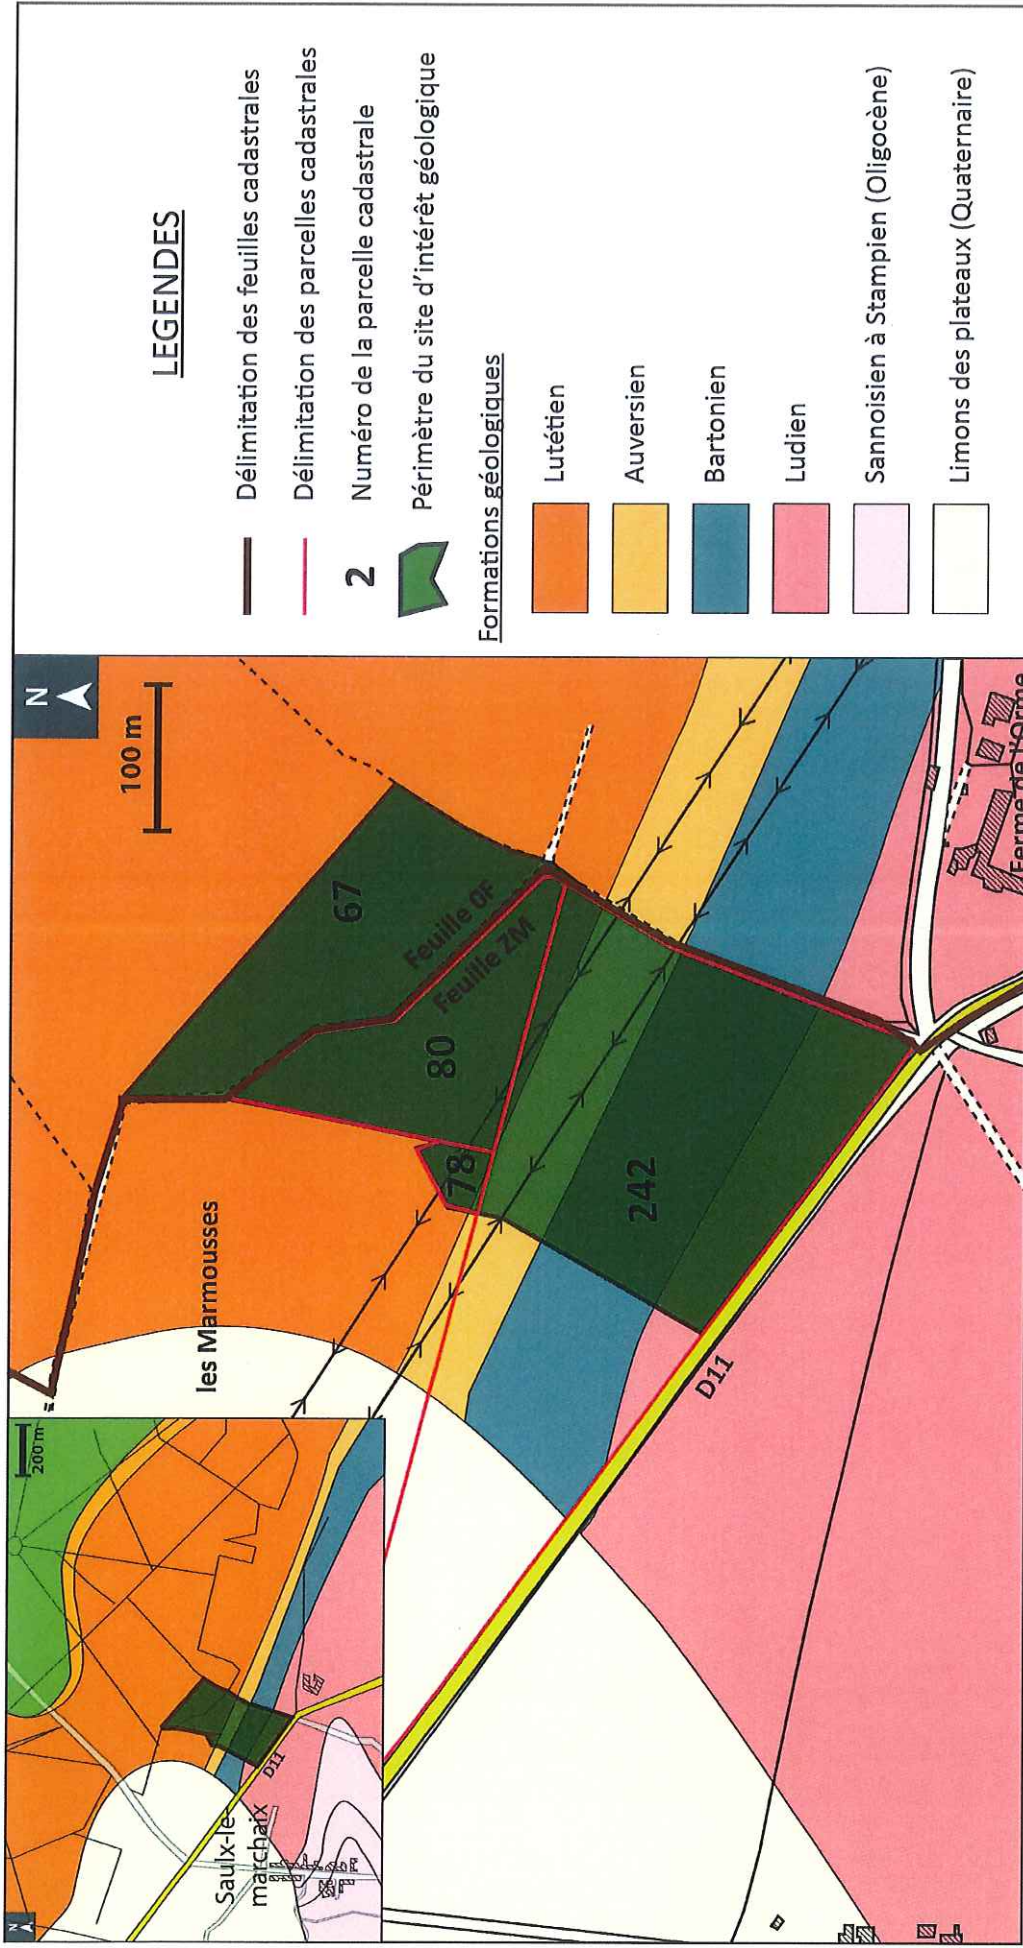 N
200 m
Saulx-le-
marchaix
D11
N
100 m
les Marmousses
67
Feuille 0F
Feuille ZM
80
78
242
D11
Ferme de l'Orme
LEGENDES
Délimitation des feuilles cadastrales
Délimitation des parcelles cadastrales
2
Numéro de la parcelle cadastrale
Périmètre du site d'intérêt géologique
Formations géologiques
Lutétien
Auversien
Bartonien
Ludien
Sannoisien à Stampien (Oligocène)
Limons des plateaux (Quaternaire)